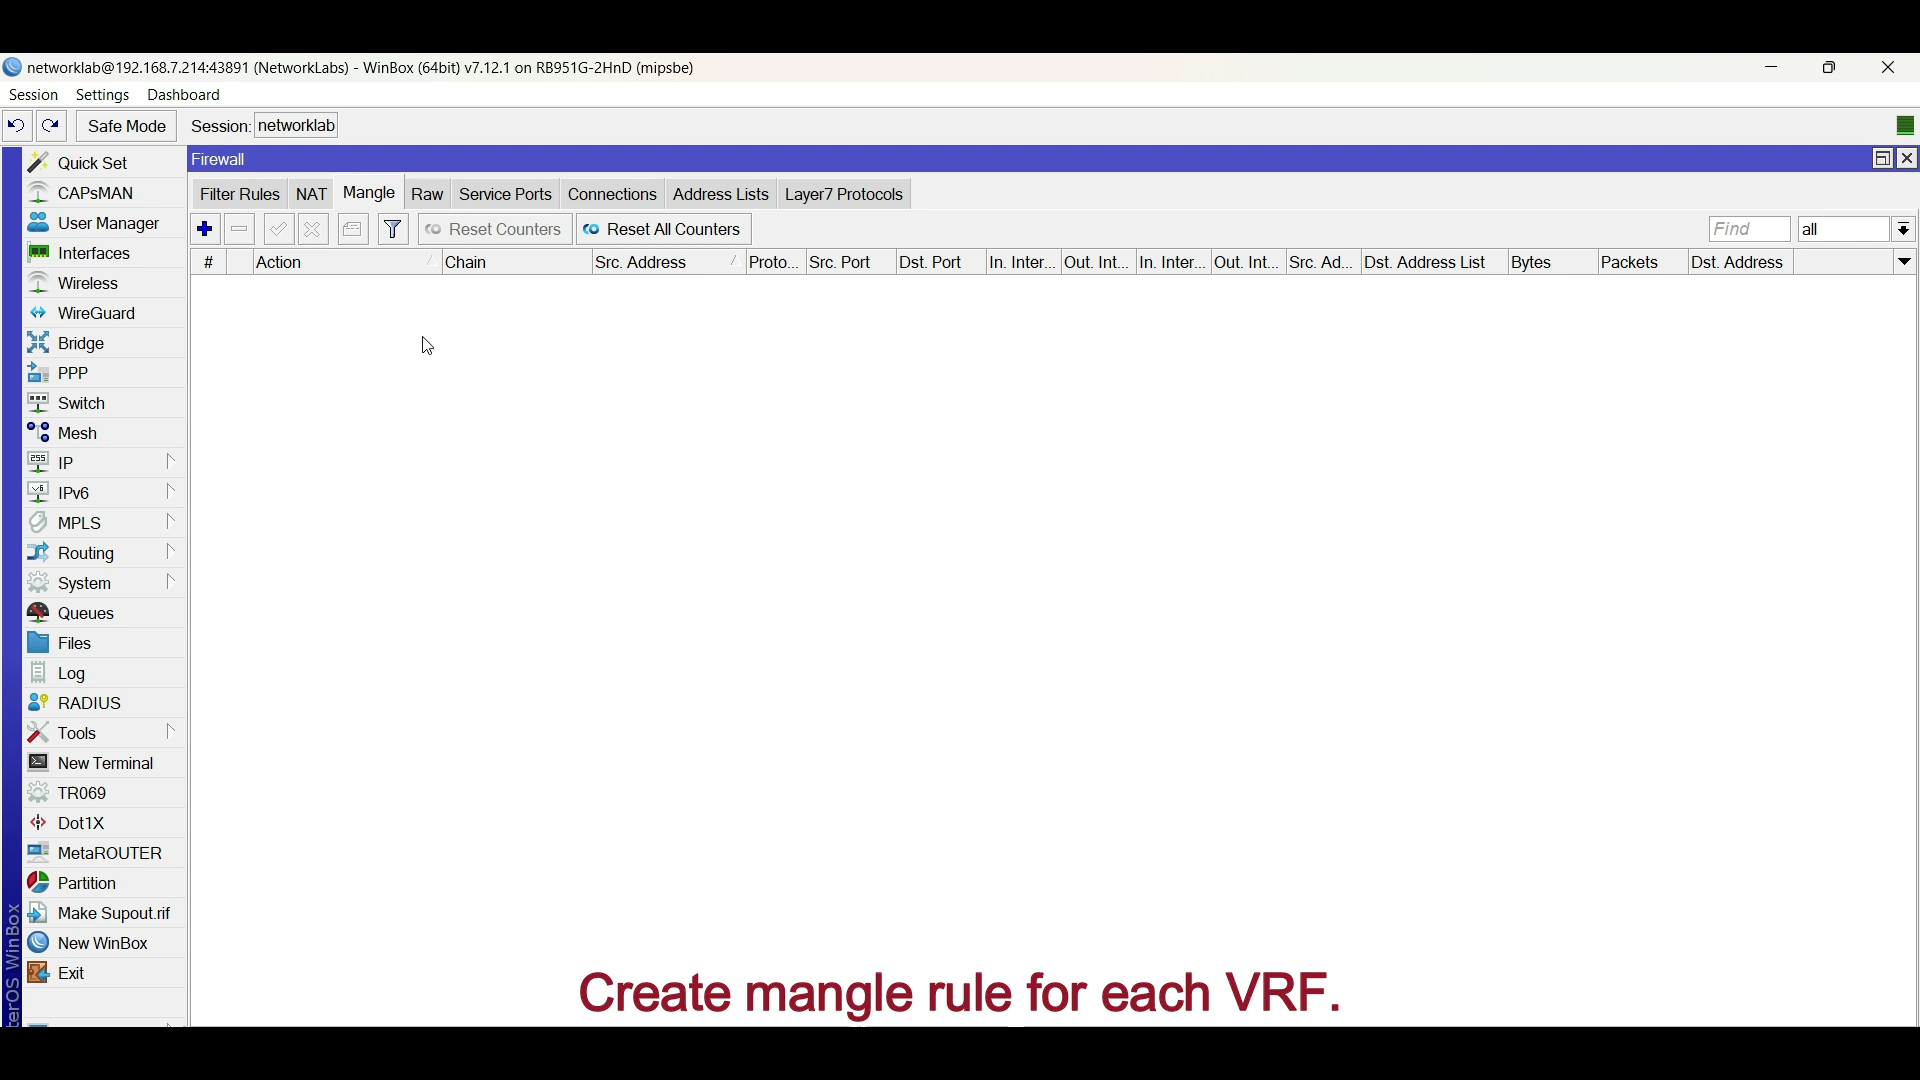 networklab@192.168.7.214:43891 (NetworkLabs) - WinBox (64bit) v7.12.1 on RB951G-2HnD (mipsbe)
Session Settings Dashboard
Safe Mode Session: networklab
Firewall
Filter Rules NAT Mangle Raw Service Ports Connections Address Lists Layer7 Protocols
Reset Counters Reset All Counters Find all
# Action Chain Src. Address Proto... Src. Port Dst. Port In. Inter... Out. Int... In. Inter... Out. Int... Src. Ad... Dst. Address List Bytes Packets Dst. Address
Quick Set
CAPsMAN
User Manager
Interfaces
Wireless
WireGuard
Bridge
PPP
Switch
Mesh
255 IP
v6 IPv6
MPLS
Routing
System
Queues
Files
Log
RADIUS
Tools
New Terminal
TR069
Dot1X
MetaROUTER
Partition
Make Supout.rif
New WinBox
Exit
terOS WinBox
Create mangle rule for each VRF.